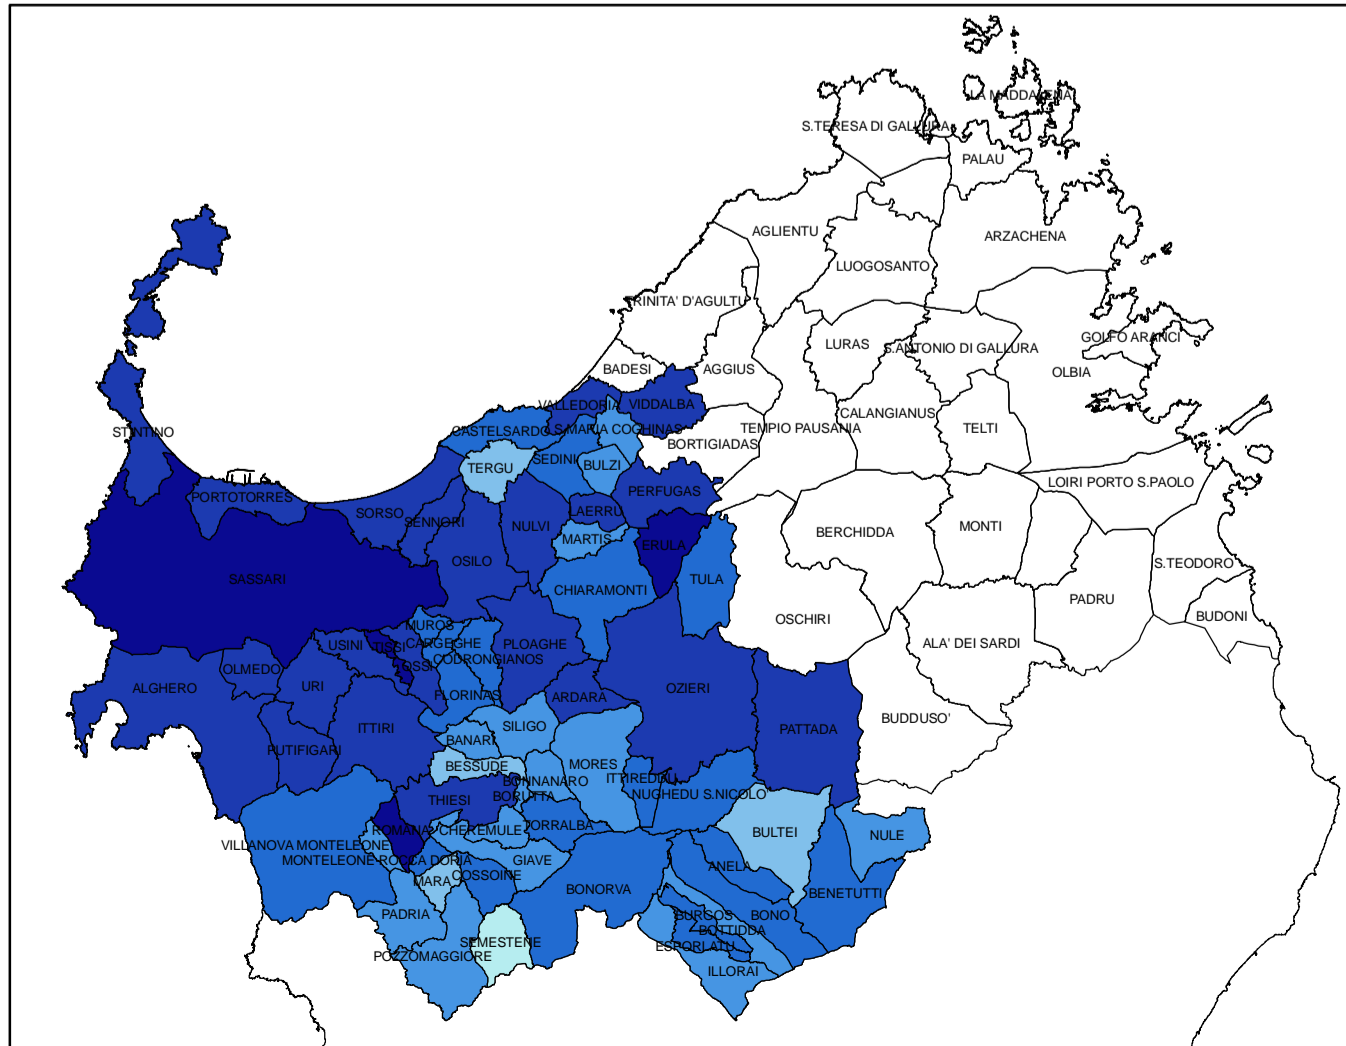 LA MADDALENA
S.TERESA DI GALLURA
PALAU
AGLIENTU
ARZACHENA
LUOGOSANTO
TRINITA' D'AGULTU
GOLFO ARANCI
LURAS
S.ANTONIO DI GALLURA
BADESI
AGGIUS
OLBIA
VALLEDORIA
VIDDALBA
CALANGIANUS
STINTINO
CASTELSARDO
S.MARIA COGHINAS
TEMPIO PAUSANIA
TELTI
BORTIGIADAS
TERGU
SEDINI
BULZI
LOIRI PORTO S.PAOLO
PORTOTORRES
PERFUGAS
SORSO
SENNORI
NULVI
LAERRU
BERCHIDDA
MONTI
MARTIS
ERULA
OSILO
S.TEODORO
SASSARI
TULA
CHIARAMONTI
PADRU
BUDONI
OSCHIRI
MUROS
USINI
TISSI
CARGEGHE
PLOAGHE
ALA' DEI SARDI
CODRONGIANOS
OSSI
OLMEDO
ALGHERO
URI
OZIERI
FLORINAS
ARDARA
ITTIRI
SILIGO
BUDDUSO'
PATTADA
BANARI
PUTIFIGARI
BESSUDE
MORES
ITTIREDDU
BONNANARO
NUGHEDU S.NICOLO'
THIESI
BORUTTA
TORRALBA
ROMANA
CHEREMULE
BULTEI
NULE
VILLANOVA MONTELEONE
MONTELEONE ROCCA DORIA
GIAVE
ANELA
COSSOINE
MARA
BONORVA
BENETUTTI
PADRIA
BURGOS
BONO
BOTTIDDA
SEMESTENE
ESPORLATU
POZZOMAGGIORE
ILLORAI